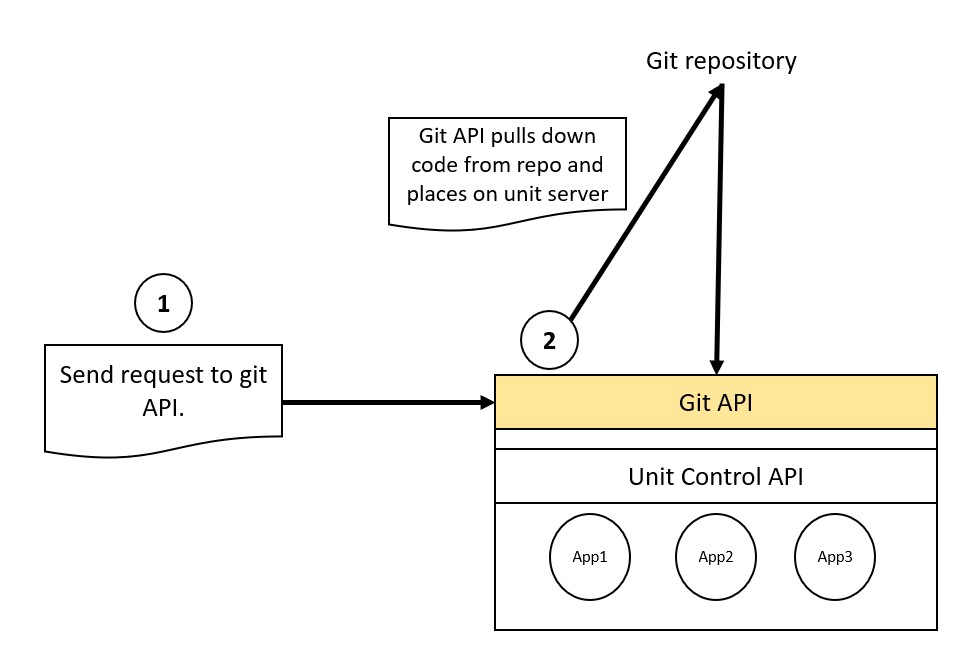 Git repository
Git API pulls down
code from repo and
places on unit server
1
Send request to git
API.
2
Git API
Unit Control API
App1
App2
App3